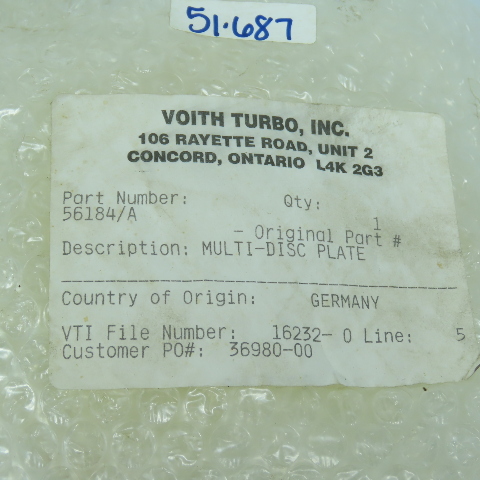 51.687
VOITH TURBO, INC.
106 RAYETTE ROAD, UNIT 2
CONCORD, ONTARIO L4K 2G3
Part Number: Qty:
56184/A 1
- Original Part #
Description: MULTI-DISC PLATE
Country of Origin: GERMANY
VTI File Number: 16232- 0 Line: 5
Customer PO#: 36980-00